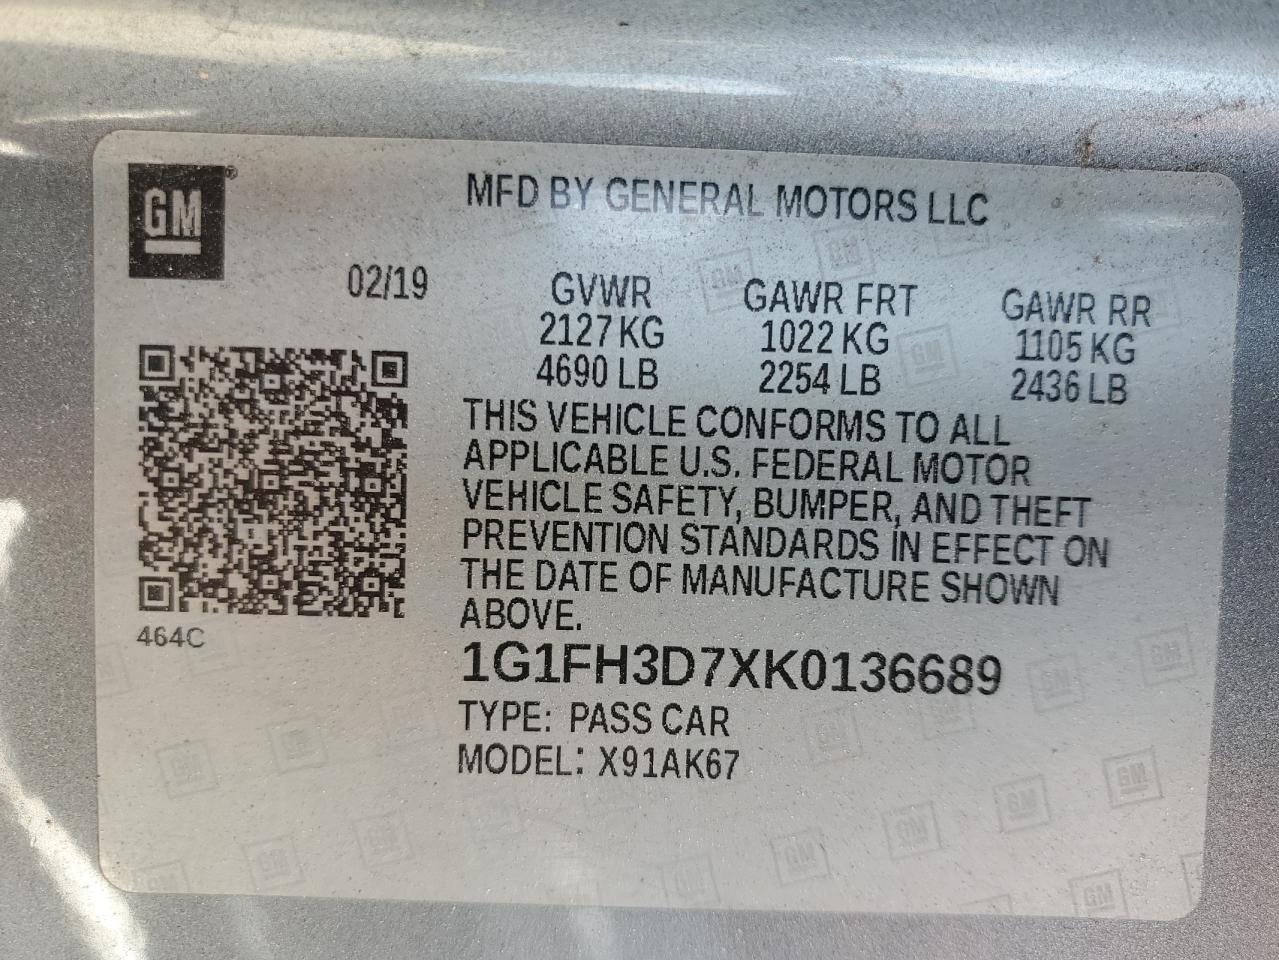 GM®
MFD BY GENERAL MOTORS LLC
02/19
GVWR GAWR FRT GAWR RR
2127 KG 1022 KG 1105 KG
4690 LB 2254 LB 2436 LB
THIS VEHICLE CONFORMS TO ALL
APPLICABLE U.S. FEDERAL MOTOR
VEHICLE SAFETY, BUMPER, AND THEFT
PREVENTION STANDARDS IN EFFECT ON
THE DATE OF MANUFACTURE SHOWN
ABOVE.
464C
1G1FH3D7XK0136689
TYPE: PASS CAR
MODEL: X91AK67